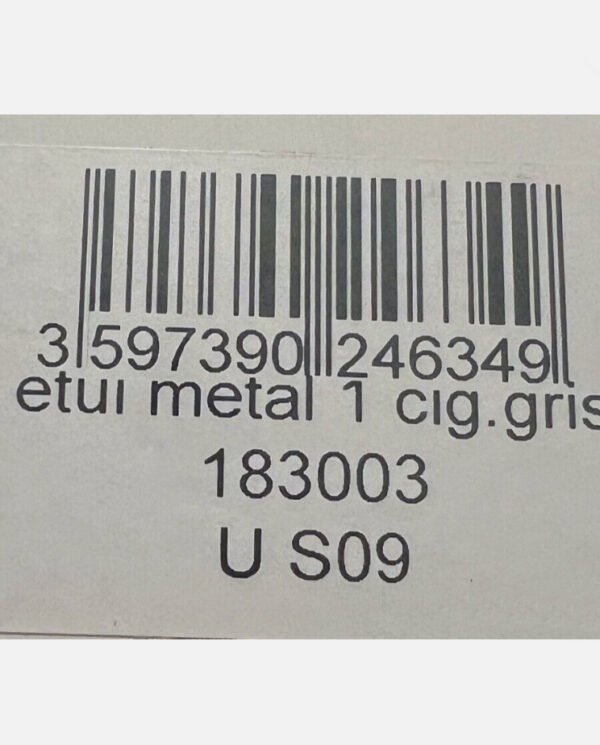 3 597390 246349
etui metal 1 cig.gris
183003
U S09